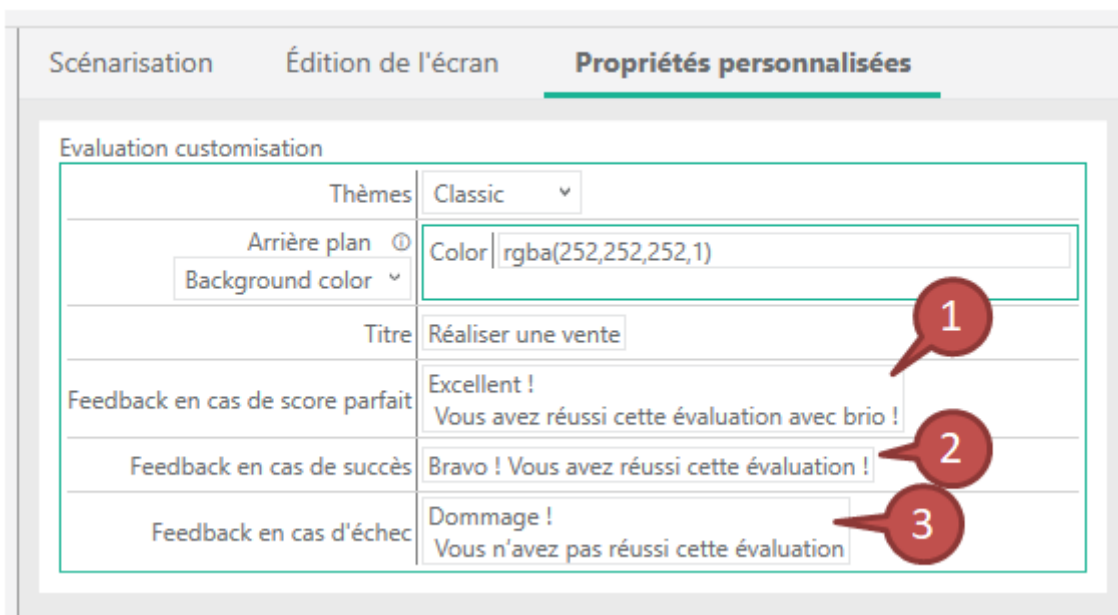 Scénarisation Édition de l'écran Propriétés personnalisées
Evaluation customisation
Thèmes Classic
Arrière plan Color rgba(252,252,252,1)
Background color
1
Titre Réaliser une vente
Feedback en cas de score parfait Excellent !
Vous avez réussi cette évaluation avec brio !
2
Feedback en cas de succès Bravo ! Vous avez réussi cette évaluation !
3
Feedback en cas d'échec Dommage !
Vous n'avez pas réussi cette évaluation